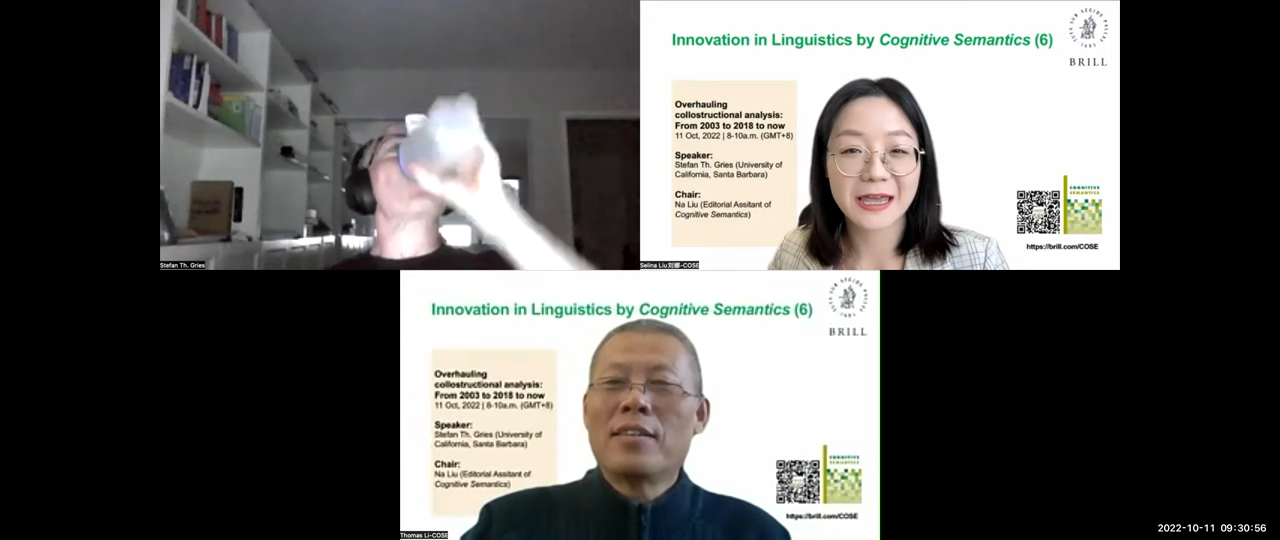 Stefan Th. Gries
Innovation in Linguistics by Cognitive Semantics (6)
BRILL
Overhauling
collostructional analysis:
From 2003 to 2018 to now
11 Oct, 2022 | 8-10a.m. (GMT+8)
Speaker:
Stefan Th. Gries (University of
California, Santa Barbara)
Chair:
Na Liu (Editorial Assitant of
Cognitive Semantics)
COGNITIVE
SEMANTICS
https://brill.com/COSE
Selina Liu刘娜-COSE
Innovation in Linguistics by Cognitive Semantics (6)
BRILL
Overhauling
collostructional analysis:
From 2003 to 2018 to now
11 Oct, 2022 | 8-10a.m. (GMT+8)
Speaker:
Stefan Th. Gries (University of
California, Santa Barbara)
Chair:
Na Liu (Editorial Assitant of
Cognitive Semantics)
COGNITIVE
SEMANTICS
https://brill.com/COSE
Thomas Li-COSE
2022-10-11 09:30:56